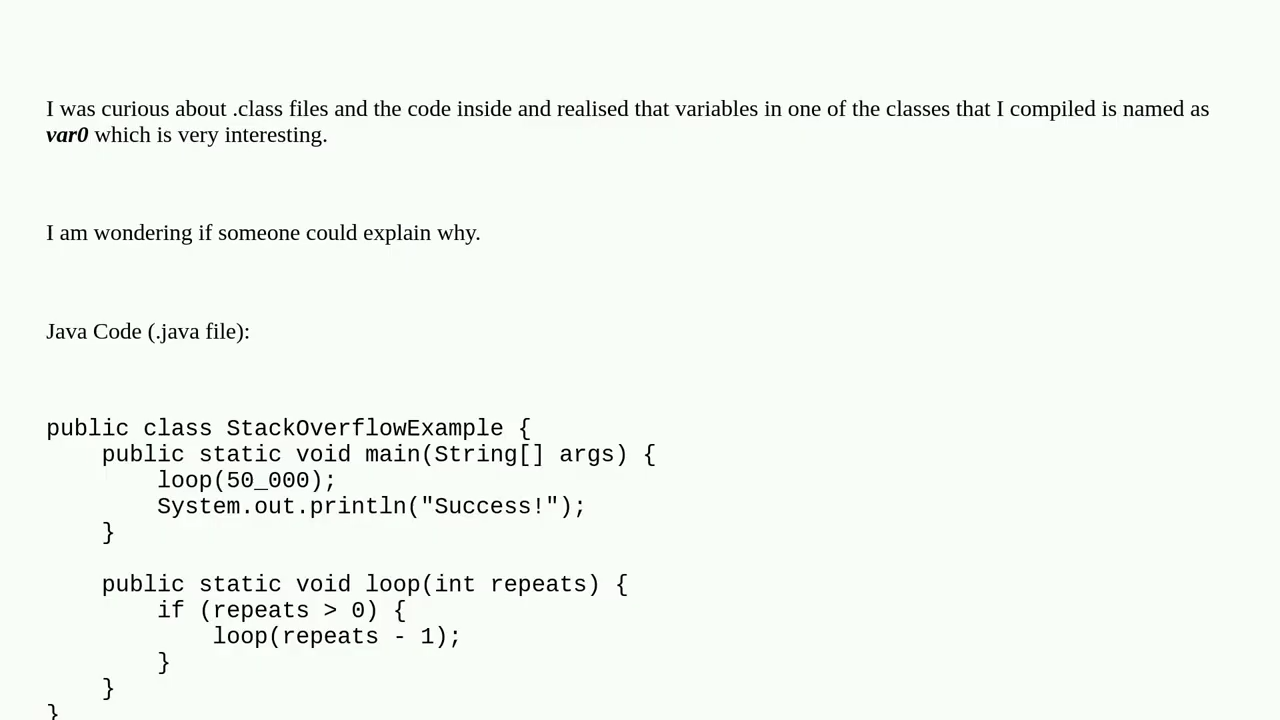 I was curious about .class files and the code inside and realised that variables in one of the classes that I compiled is named as
var0 which is very interesting.
I am wondering if someone could explain why.
Java Code (.java file):
public class StackOverflowExample {
    public static void main(String[] args) {
        loop(50_000);
        System.out.println("Success!");
    }
    public static void loop(int repeats) {
        if (repeats > 0) {
            loop(repeats - 1);
        }
    }
}